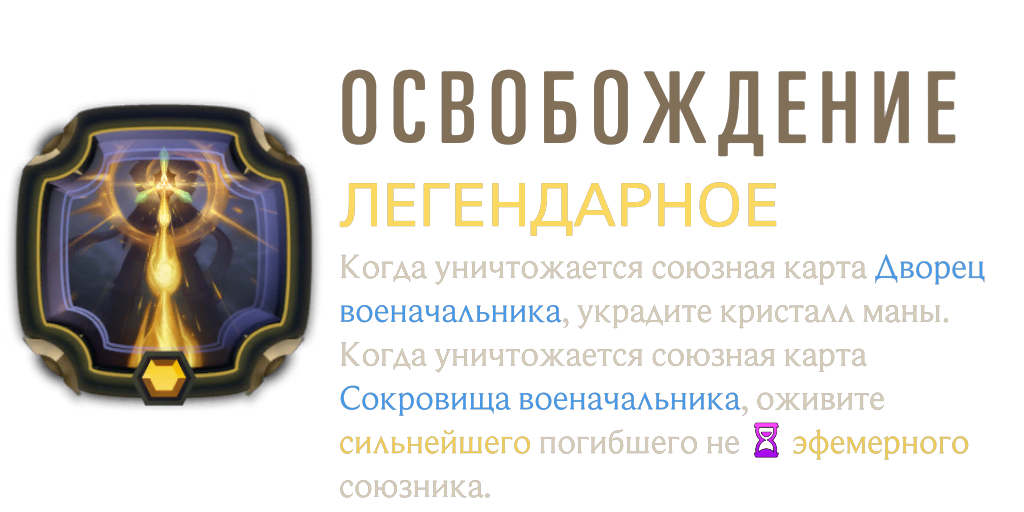 ОСВОБОЖДЕНИЕ
ЛЕГЕНДАРНОЕ
Когда уничтожается союзная карта Дворец
военачальника, украдите кристалл маны.
Когда уничтожается союзная карта
Сокровища военачальника, оживите
сильнейшего погибшего не эфемерного
союзника.